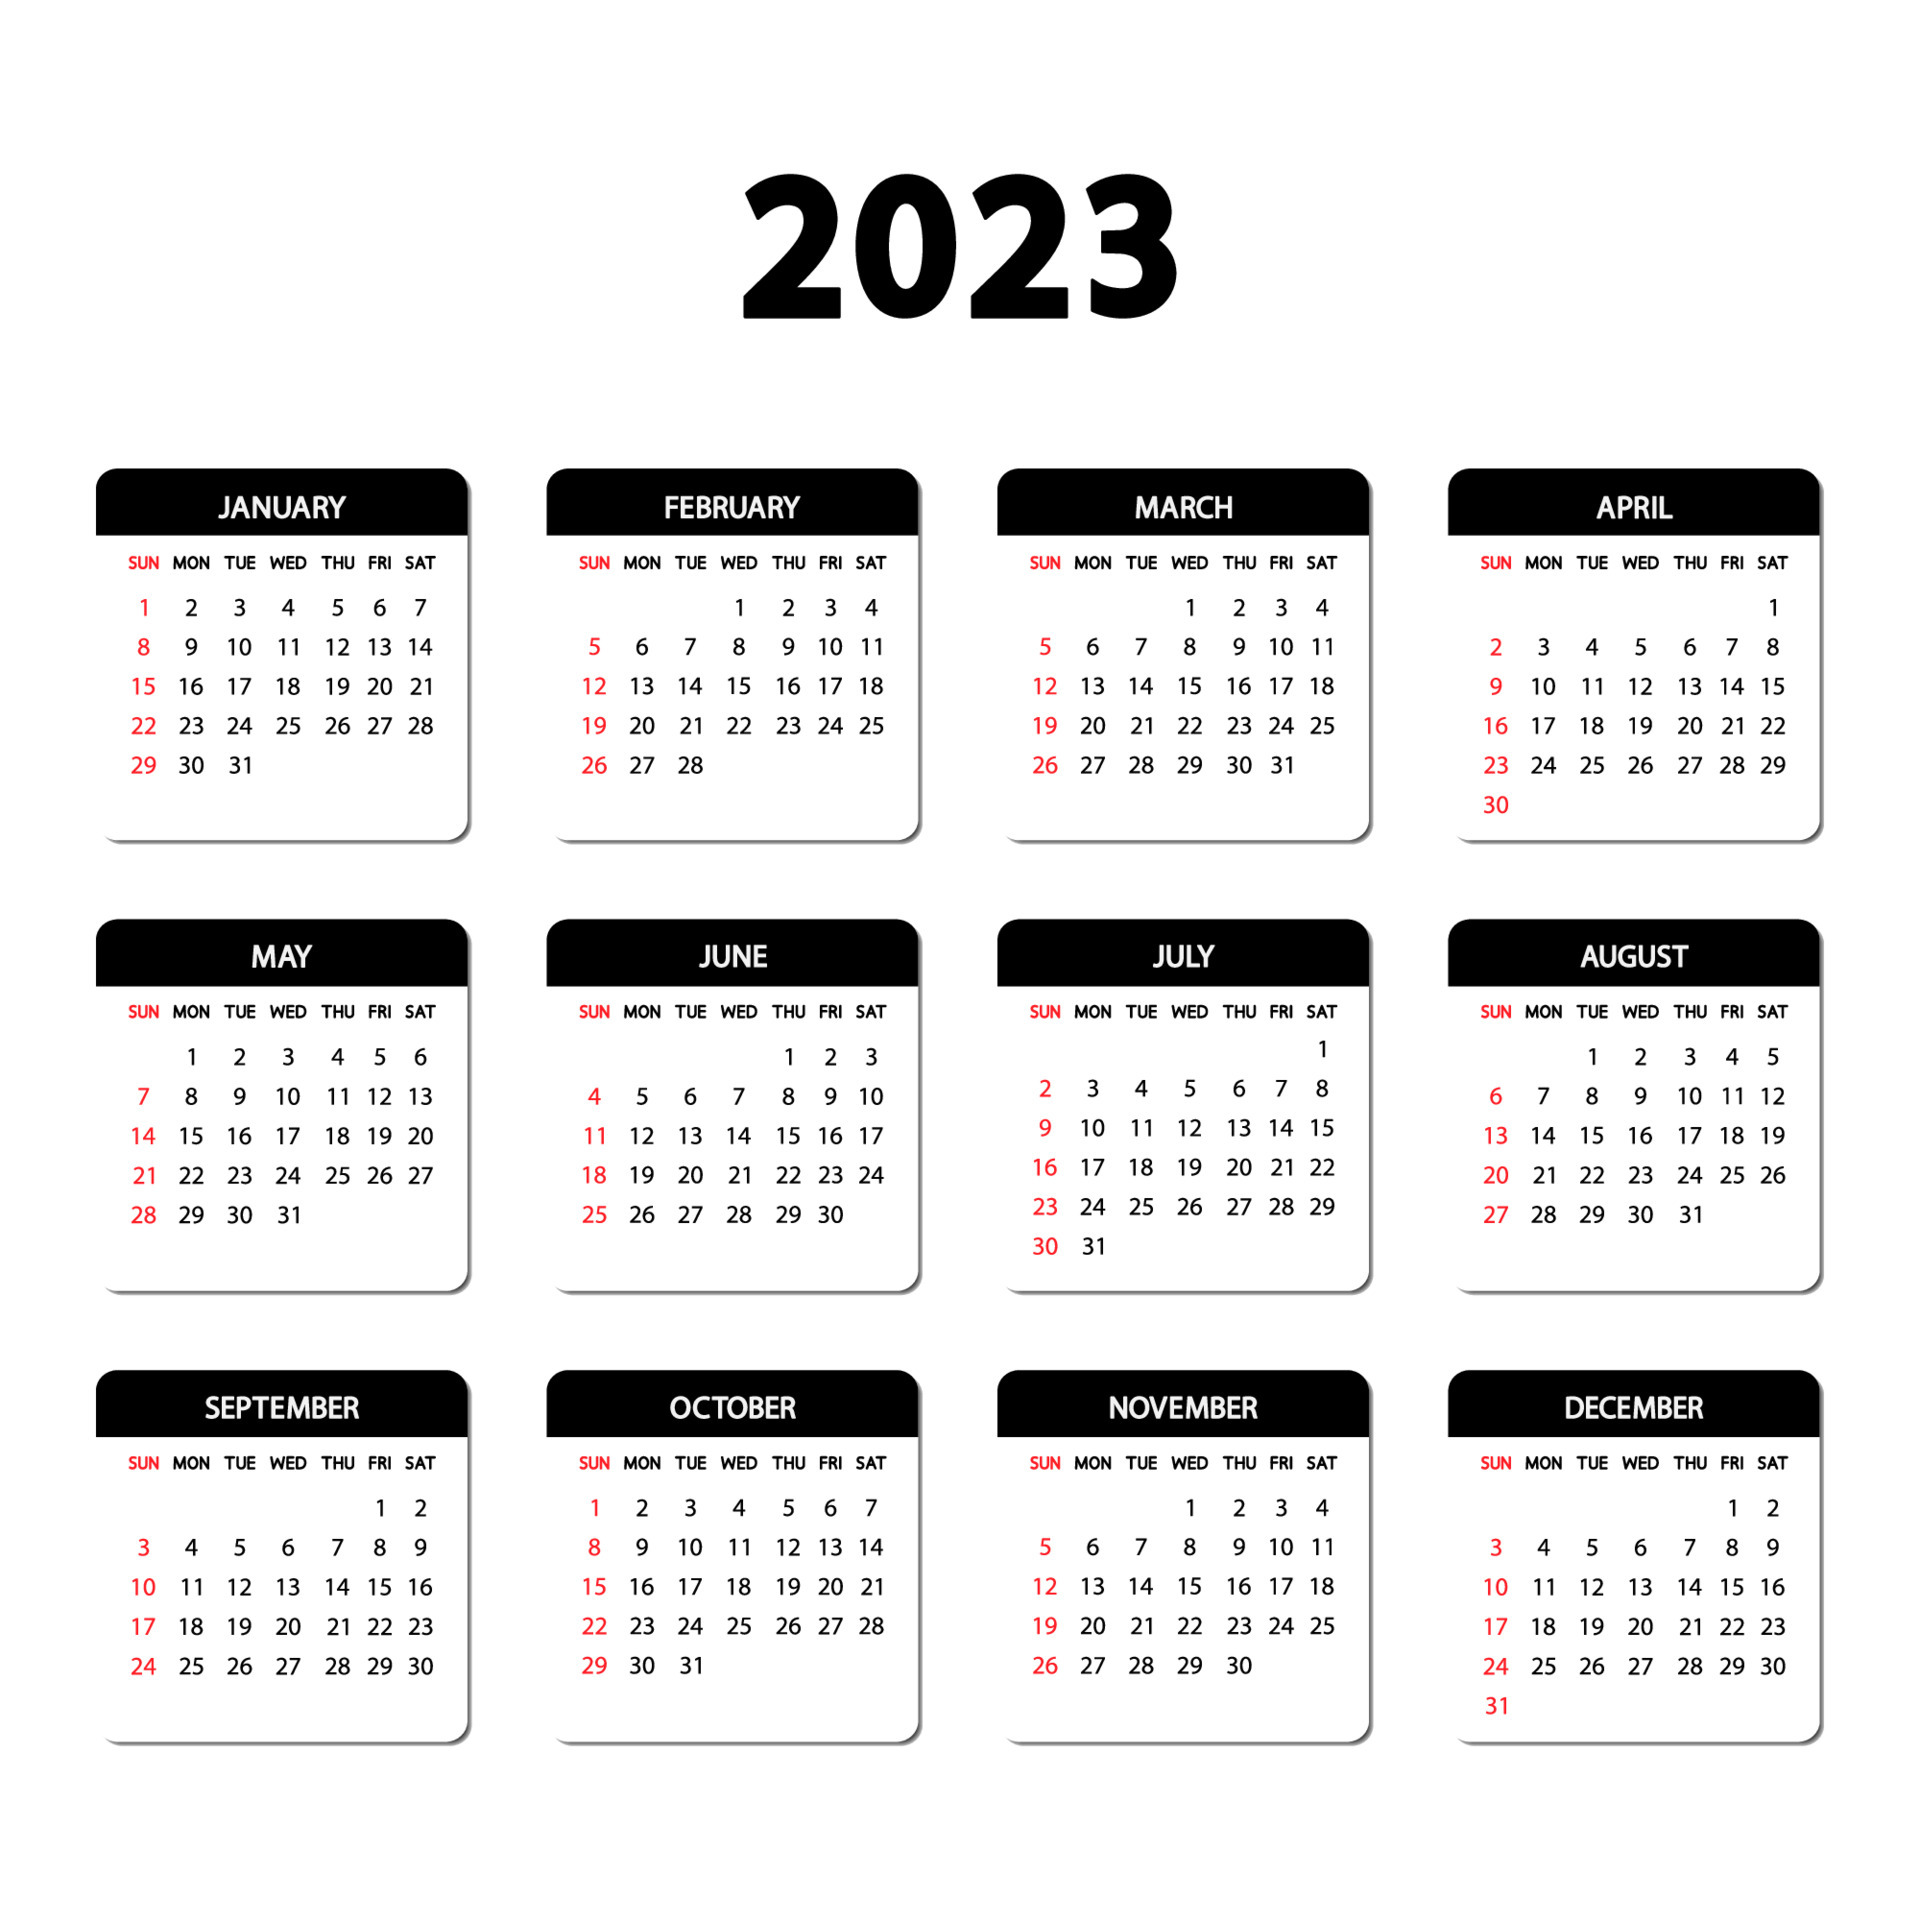 2023
JANUARY
SUN MON TUE WED THU FRI SAT
1 2 3 4 5 6 7
8 9 10 11 12 13 14
15 16 17 18 19 20 21
22 23 24 25 26 27 28
29 30 31
FEBRUARY
SUN MON TUE WED THU FRI SAT
1 2 3 4
5 6 7 8 9 10 11
12 13 14 15 16 17 18
19 20 21 22 23 24 25
26 27 28
MARCH
SUN MON TUE WED THU FRI SAT
1 2 3 4
5 6 7 8 9 10 11
12 13 14 15 16 17 18
19 20 21 22 23 24 25
26 27 28 29 30 31
APRIL
SUN MON TUE WED THU FRI SAT
1
2 3 4 5 6 7 8
9 10 11 12 13 14 15
16 17 18 19 20 21 22
23 24 25 26 27 28 29
30
MAY
SUN MON TUE WED THU FRI SAT
1 2 3 4 5 6
7 8 9 10 11 12 13
14 15 16 17 18 19 20
21 22 23 24 25 26 27
28 29 30 31
JUNE
SUN MON TUE WED THU FRI SAT
1 2 3
4 5 6 7 8 9 10
11 12 13 14 15 16 17
18 19 20 21 22 23 24
25 26 27 28 29 30
JULY
SUN MON TUE WED THU FRI SAT
1
2 3 4 5 6 7 8
9 10 11 12 13 14 15
16 17 18 19 20 21 22
23 24 25 26 27 28 29
30 31
AUGUST
SUN MON TUE WED THU FRI SAT
1 2 3 4 5
6 7 8 9 10 11 12
13 14 15 16 17 18 19
20 21 22 23 24 25 26
27 28 29 30 31
SEPTEMBER
SUN MON TUE WED THU FRI SAT
1 2
3 4 5 6 7 8 9
10 11 12 13 14 15 16
17 18 19 20 21 22 23
24 25 26 27 28 29 30
OCTOBER
SUN MON TUE WED THU FRI SAT
1 2 3 4 5 6 7
8 9 10 11 12 13 14
15 16 17 18 19 20 21
22 23 24 25 26 27 28
29 30 31
NOVEMBER
SUN MON TUE WED THU FRI SAT
1 2 3 4
5 6 7 8 9 10 11
12 13 14 15 16 17 18
19 20 21 22 23 24 25
26 27 28 29 30
DECEMBER
SUN MON TUE WED THU FRI SAT
1 2
3 4 5 6 7 8 9
10 11 12 13 14 15 16
17 18 19 20 21 22 23
24 25 26 27 28 29 30
31